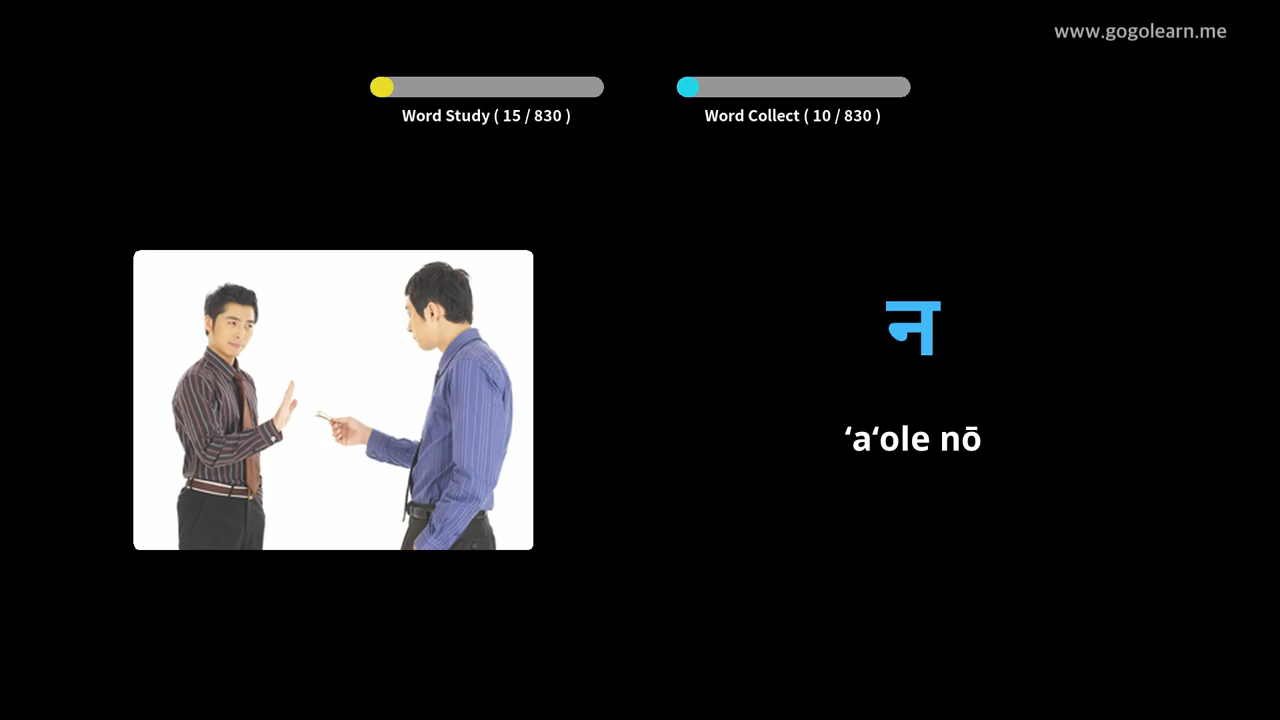 www.gogolearn.me
Word Study ( 15 / 830 )
Word Collect ( 10 / 830 )
न
ʻaʻole nō